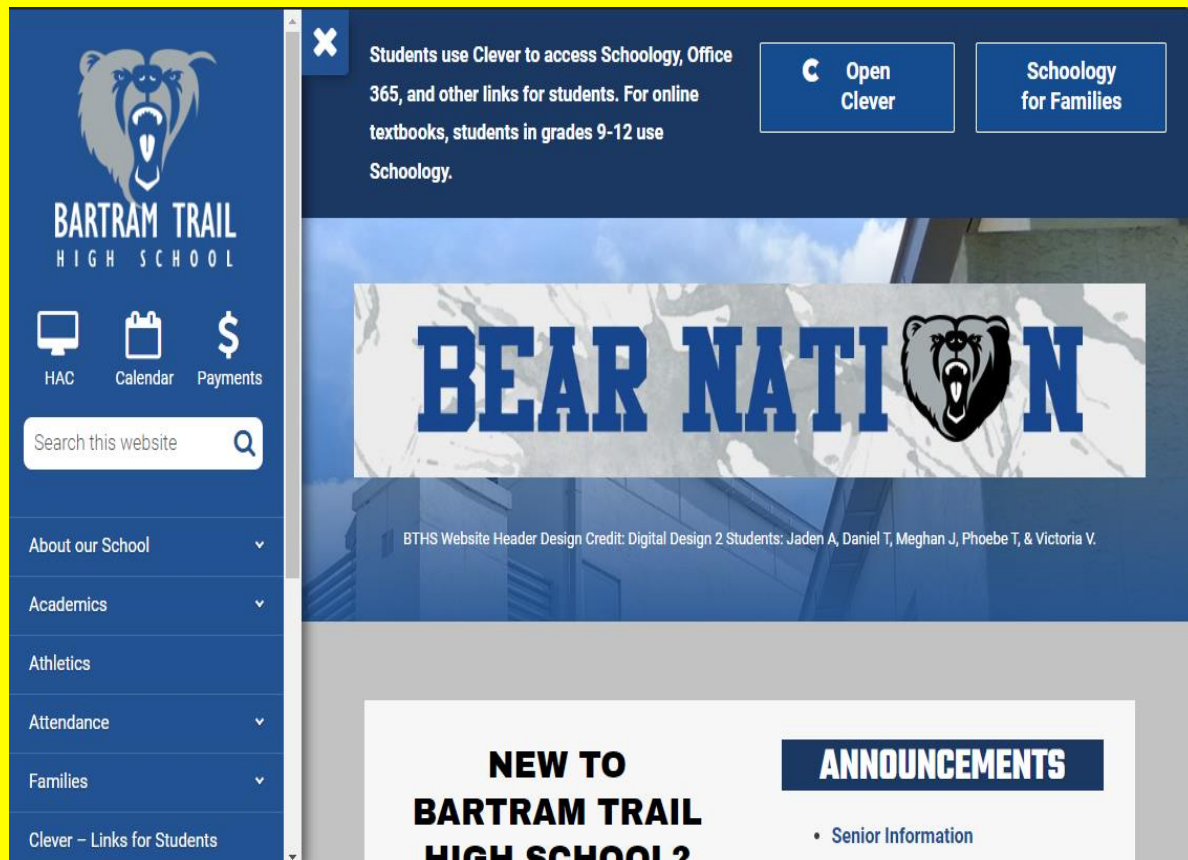 BARTRAM TRAIL
HIGH SCHOOL
HAC
Calendar
Payments
Search this website
About our School
Academics
Athletics
Attendance
Families
Clever – Links for Students
Students use Clever to access Schoology, Office
365, and other links for students. For online
textbooks, students in grades 9-12 use
Schoology.
Open
Clever
Schoology
for Families
BEAR NATI N
BTHS Website Header Design Credit: Digital Design 2 Students: Jaden A, Daniel T, Meghan J, Phoebe T, & Victoria V.
NEW TO
BARTRAM TRAIL
HIGH SCHOOL?
ANNOUNCEMENTS
• Senior Information